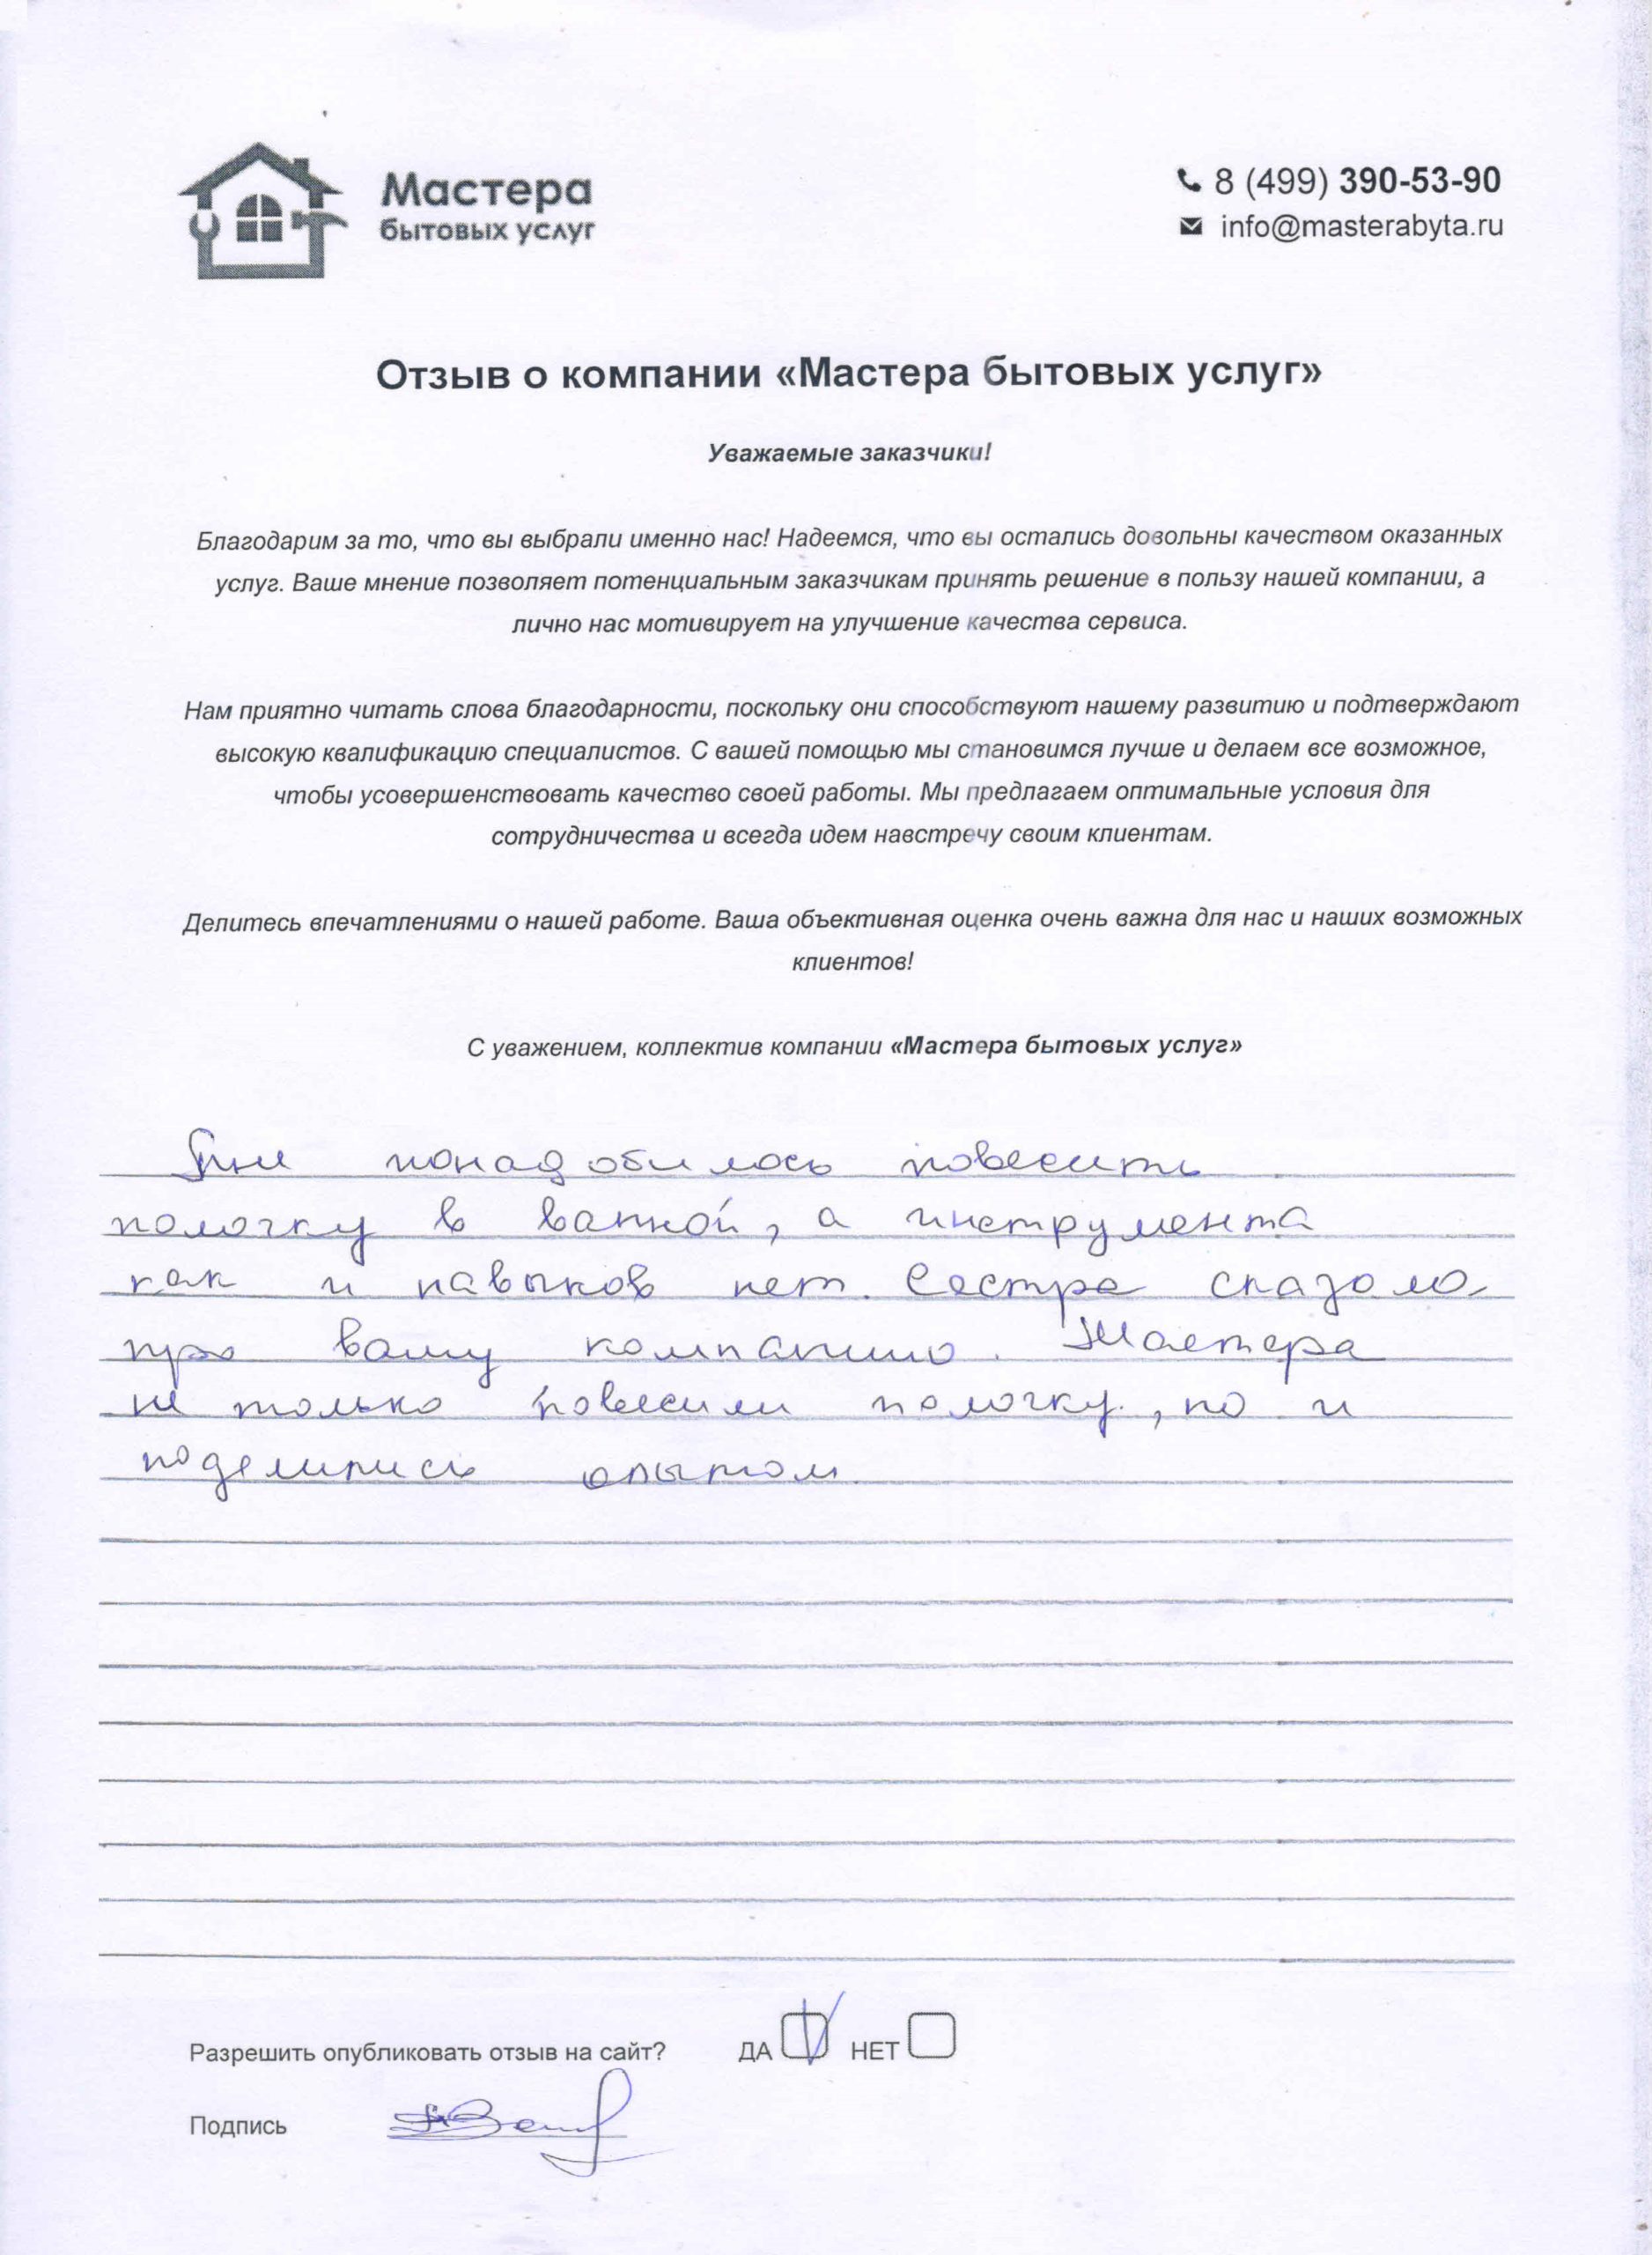 Мастера
бытовых услуг
8 (499) 390-53-90
info@masterabyta.ru
Отзыв о компании «Мастера бытовых услуг»
Уважаемые заказчики!
Благодарим за то, что вы выбрали именно нас! Надеемся, что вы остались довольны качеством оказанных
услуг. Ваше мнение позволяет потенциальным заказчикам принять решение в пользу нашей компании, а
лично нас мотивирует на улучшение качества сервиса.
Нам приятно читать слова благодарности, поскольку они способствуют нашему развитию и подтверждают
высокую квалификацию специалистов. С вашей помощью мы становимся лучше и делаем все возможное,
чтобы усовершенствовать качество своей работы. Мы предлагаем оптимальные условия для
сотрудничества и всегда идем навстречу своим клиентам.
Делитесь впечатлениями о нашей работе. Ваша объективная оценка очень важна для нас и наших возможных
клиентов!
С уважением, коллектив компании «Мастера бытовых услуг»
Мне понадобилось повесить
полочку в ванной, а инструмента
как и навыков нет. Сестра сказала
про вашу компанию. Мастера
не только повесили полочку, но и
поделились опытом
Разрешить опубликовать отзыв на сайт? ДА НЕТ
Подпись